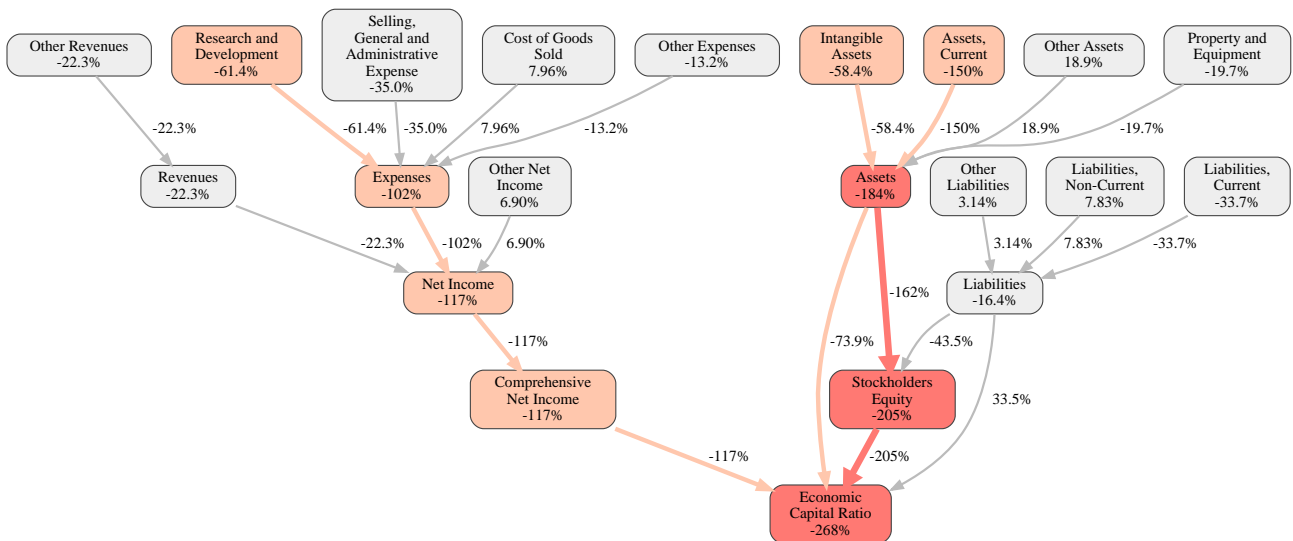 Other Revenues
-22.3%
Research and
Development
-61.4%
Selling,
General and
Administrative
Expense
-35.0%
Cost of Goods
Sold
7.96%
Other Expenses
-13.2%
Intangible
Assets
-58.4%
Assets,
Current
-150%
Other Assets
18.9%
Property and
Equipment
-19.7%
-22.3%
-61.4%
-35.0%
7.96%
-13.2%
-58.4%
-150%
18.9%
-19.7%
Revenues
-22.3%
Expenses
-102%
Other Net
Income
6.90%
Assets
-184%
Other
Liabilities
3.14%
Liabilities,
Non-Current
7.83%
Liabilities,
Current
-33.7%
-22.3%
-102%
6.90%
3.14%
7.83%
-33.7%
Net Income
-117%
-162%
Liabilities
-16.4%
-117%
-73.9%
-43.5%
Comprehensive
Net Income
-117%
Stockholders
Equity
-205%
33.5%
-117%
-205%
Economic
Capital Ratio
-268%